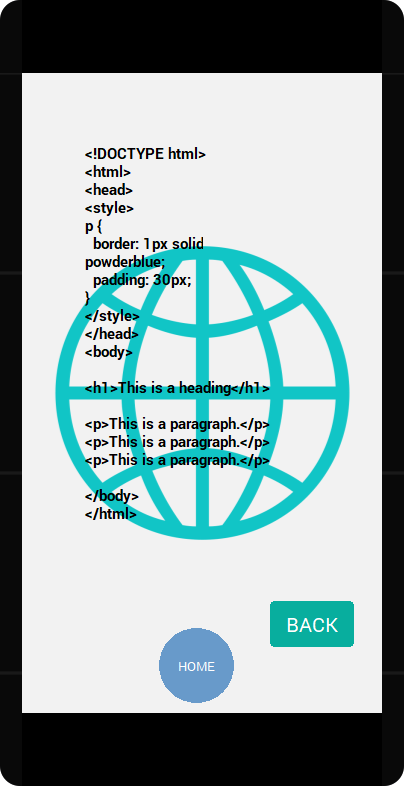 <!DOCTYPE html>
<html>
<head>
<style>
p {
  border: 1px solid
powderblue;
  padding: 30px;
}
</style>
</head>
<body>

<h1>This is a heading</h1>

<p>This is a paragraph.</p>
<p>This is a paragraph.</p>
<p>This is a paragraph.</p>

</body>
</html>
BACK
HOME